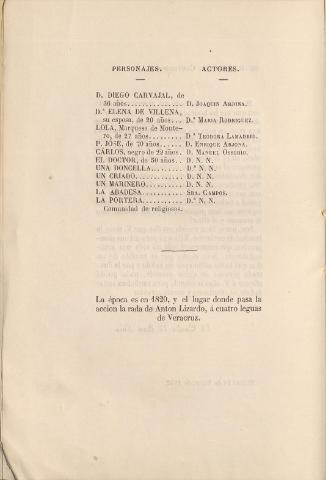 PERSONAJES. ACTORES.
D. DIEGO CARVAJAL, de
56 años.............. D. JOAQUIN ARJONA.
D.ª ELENA DE VILLENA,
su esposa, de 20 años... D.ª MARIA RODRIGUEZ.
LOLA, Marquesa de Monte-
ro, de 27 años........ D.ª TEODORA LAMADRID.
P. JOSÉ, de 70 años..... D. ENRIQUE ARJONA.
CARLOS, negro de 22 años. D. MANUEL OSSORIO.
EL DOCTOR, de 50 años.. D. N. N.
UNA DONCELLA........ D.ª N. N.
UN CRIADO............ D. N. N.
UN MARINERO......... D. N. N.
LA ABADESA.......... SRA. CAMPOS.
LA PORTERA.......... D.ª N. N.
Comunidad de religiosos.
La época es en 1820, y el lugar donde pasa la
accion la rada de Anton Lizardo, á cuatro leguas
de Veracruz.